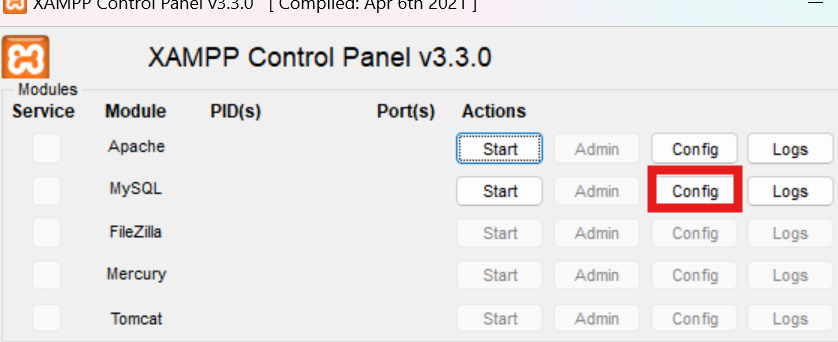 XAMPP Control Panel v3.3.0 [ Compiled: Apr 6th 2021 ]
XAMPP Control Panel v3.3.0
Modules
Service Module PID(s) Port(s) Actions
Apache Start Admin Config Logs
MySQL Start Admin Config Logs
FileZilla Start Admin Config Logs
Mercury Start Admin Config Logs
Tomcat Start Admin Config Logs